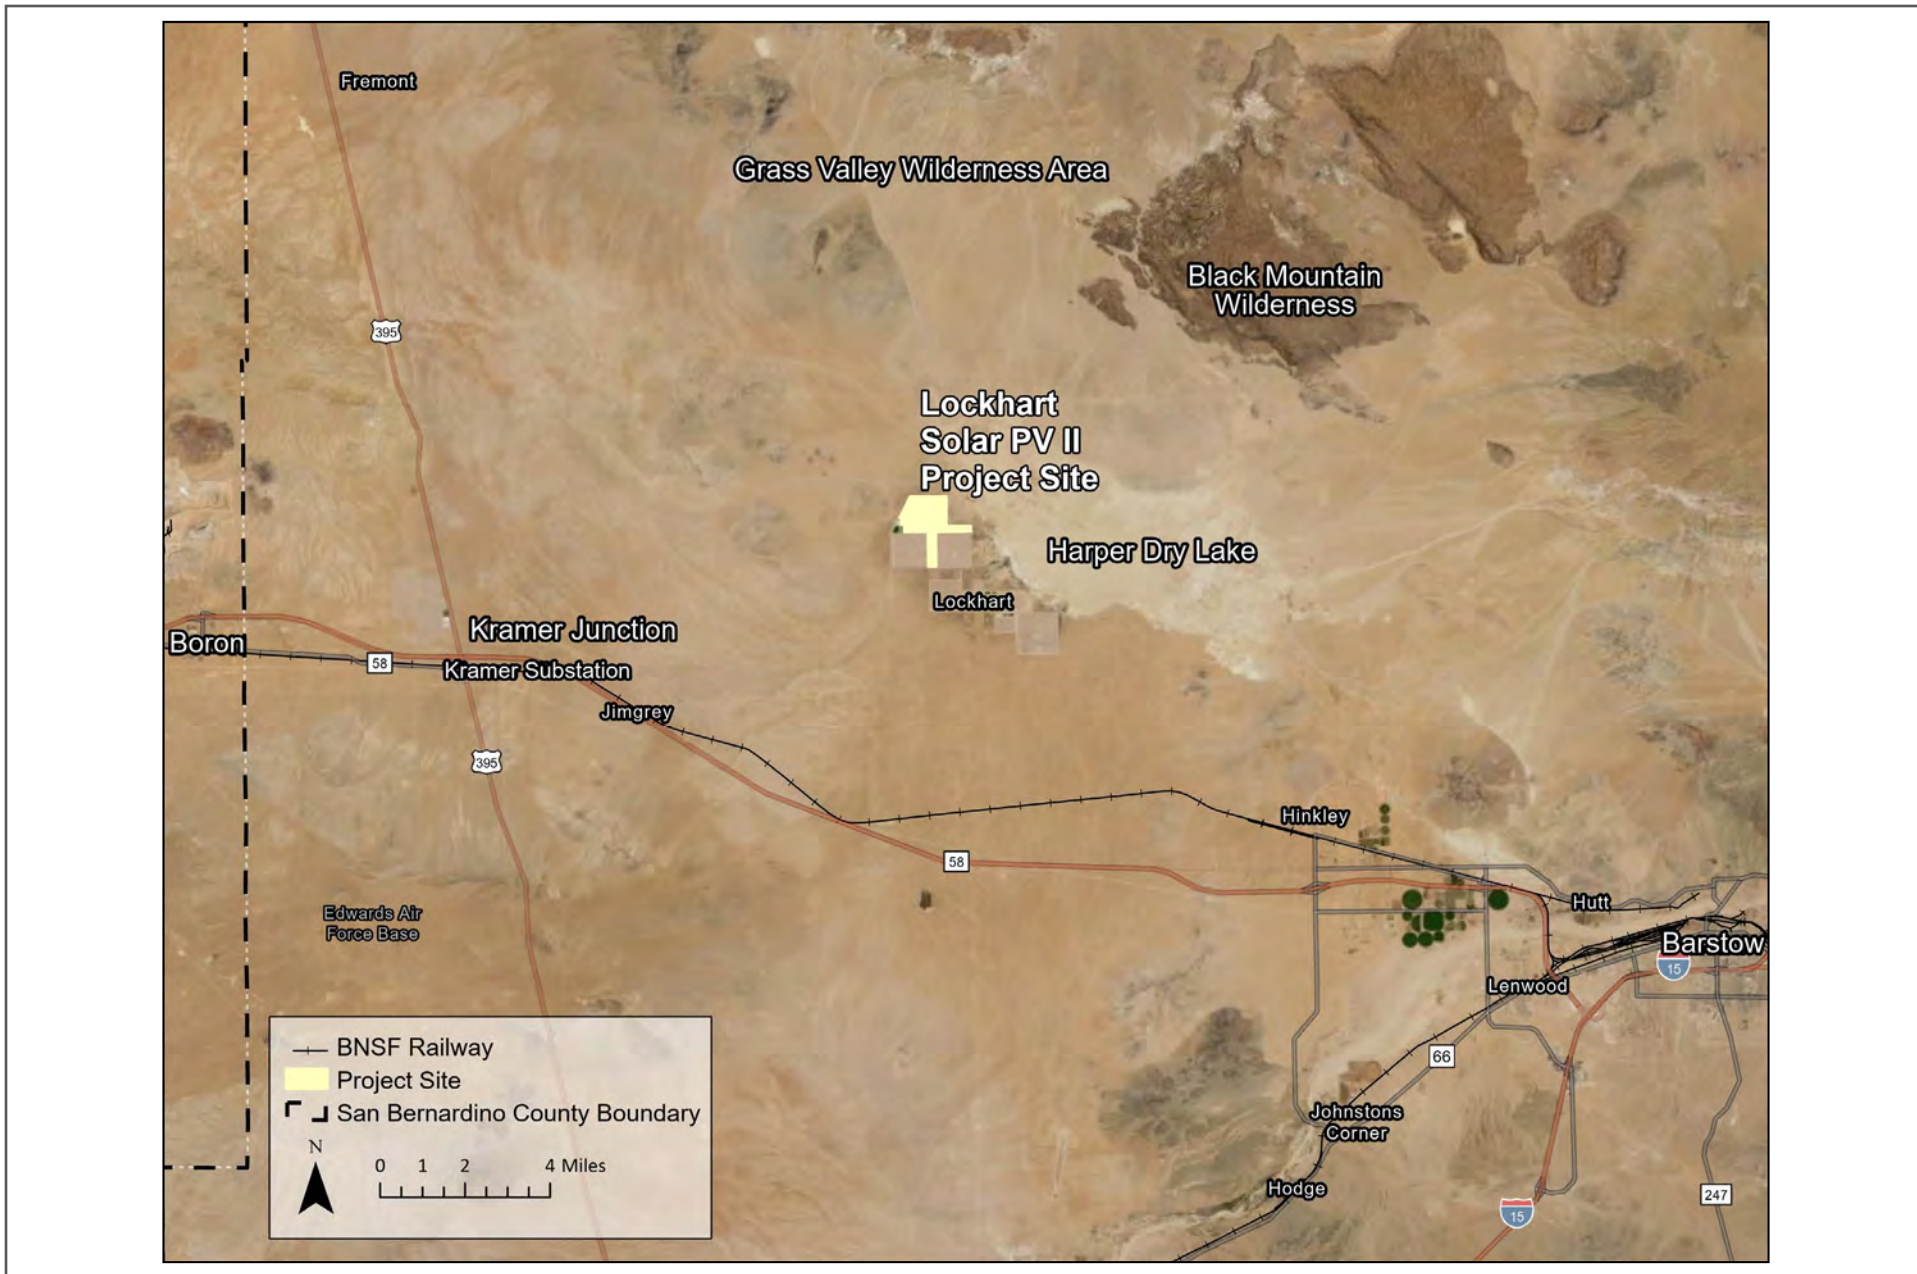 Fremont
Grass Valley Wilderness Area
Black Mountain
Wilderness
395
Lockhart
Solar PV II
Project Site
Harper Dry Lake
Lockhart
Kramer Junction
Boron
58
Kramer Substation
Jimgrey
395
Hinkley
58
Hutt
Edwards Air
Force Base
Barstow
15
Lenwood
66
Johnstons
Corner
Hodge
247
15
BNSF Railway
Project Site
San Bernardino County Boundary
N
0 1 2 4 Miles